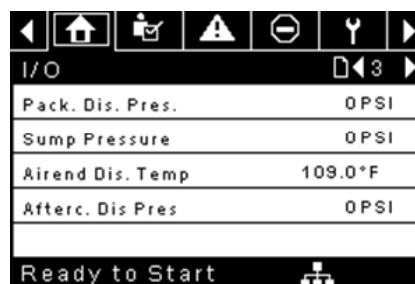 I/O 3
Pack. Dis. Pres. 0PSI
Sump Pressure 0PSI
Airend Dis. Temp 109.0°F
Afterc. Dis Pres 0PSI
Ready to Start